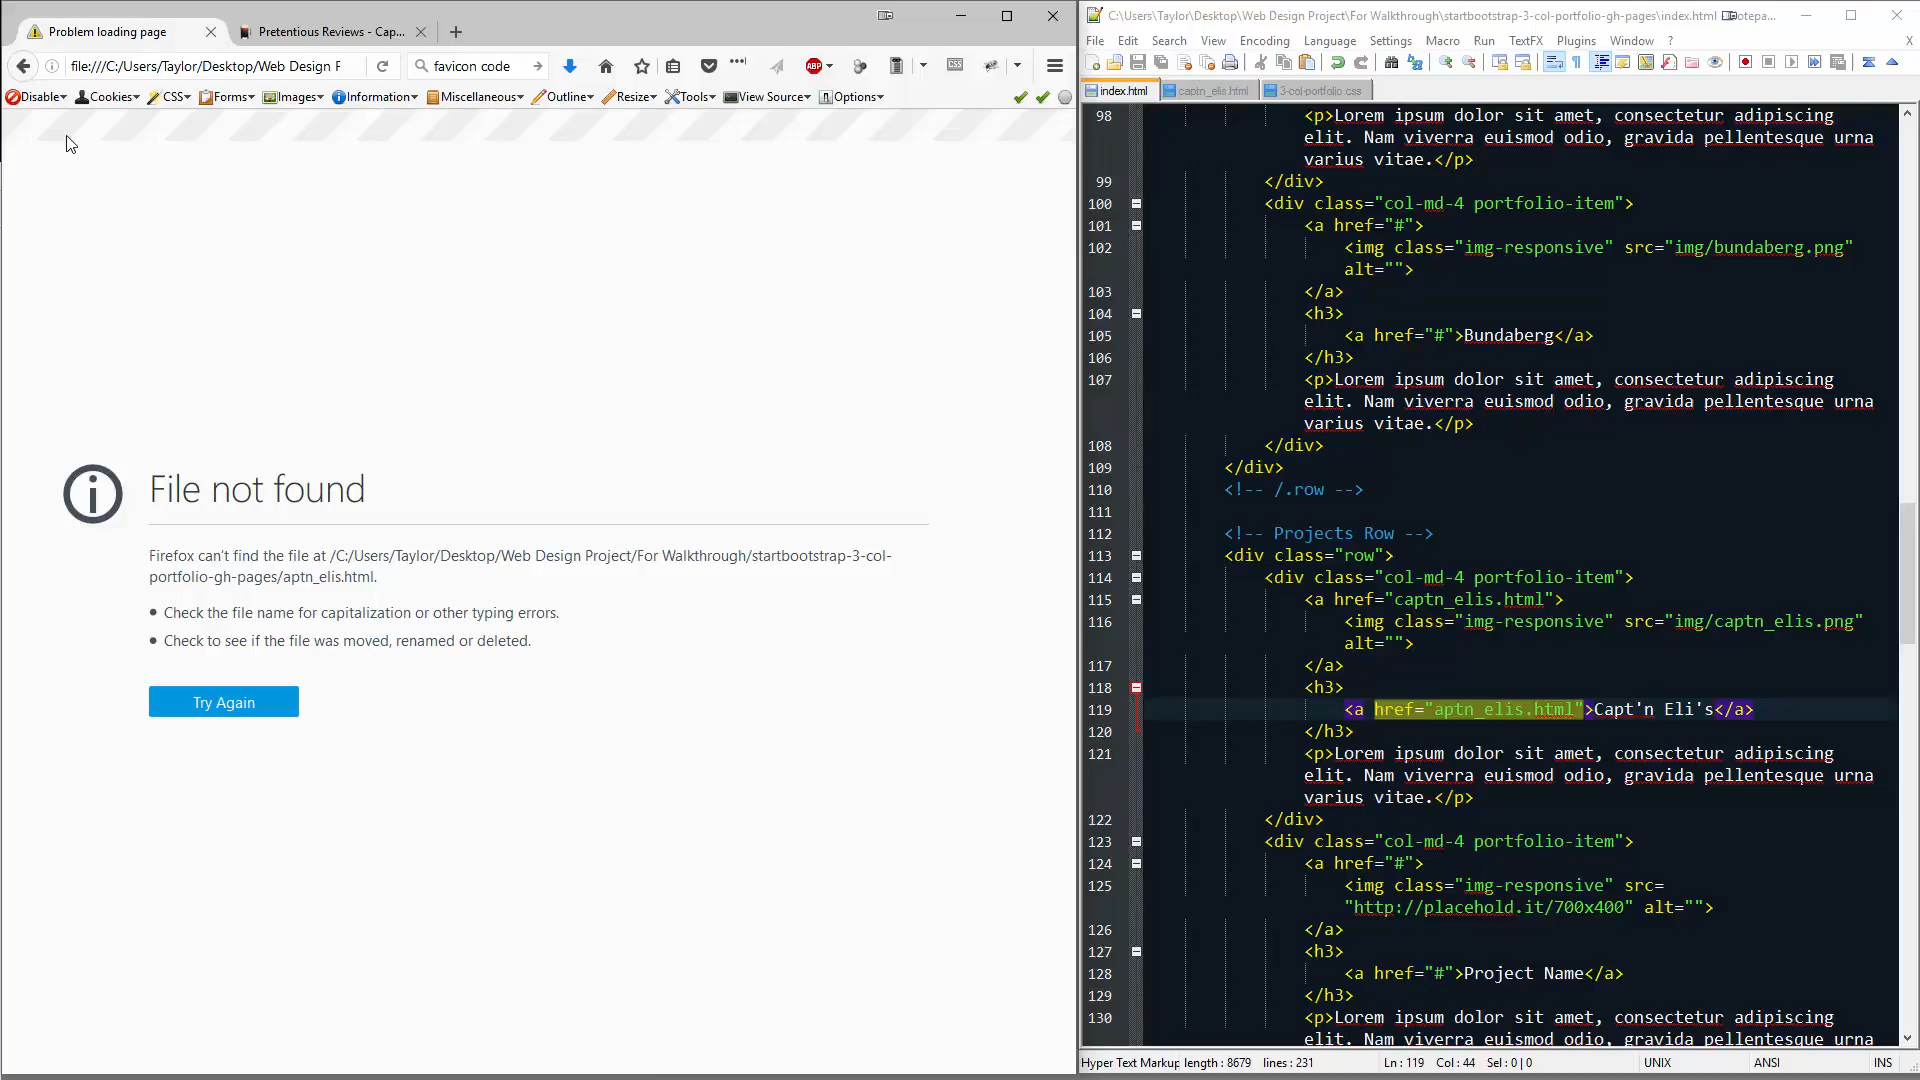 Problem loading page
Pretentious Reviews - Cap...
file:///C:/Users/Taylor/Desktop/Web Design F
favicon code
ABP
CSS
Disable
Cookies
CSS
Forms
Images
Information
Miscellaneous
Outline
Resize
Tools
View Source
Options
File not found
Firefox can't find the file at /C:/Users/Taylor/Desktop/Web Design Project/For Walkthrough/startbootstrap-3-col-
portfolio-gh-pages/aptn_elis.html.
Check the file name for capitalization or other typing errors.
Check to see if the file was moved, renamed or deleted.
Try Again
C:\Users\Taylor\Desktop\Web Design Project\For Walkthrough\startbootstrap-3-col-portfolio-gh-pages\index.html
File Edit Search View Encoding Language Settings Macro Run TextFX Plugins Window ? X
index.html captn_elis.html 3-col-portfolio.css
98 <p>Lorem ipsum dolor sit amet, consectetur adipiscing
elit. Nam viverra euismod odio, gravida pellentesque urna
varius vitae.</p>
99 </div>
100 <div class="col-md-4 portfolio-item">
101 <a href="#">
102 <img class="img-responsive" src="img/bundaberg.png"
alt="">
103 </a>
104 <h3>
105 <a href="#">Bundaberg</a>
106 </h3>
107 <p>Lorem ipsum dolor sit amet, consectetur adipiscing
elit. Nam viverra euismod odio, gravida pellentesque urna
varius vitae.</p>
108 </div>
109 </div>
110 <!-- /.row -->
111
112 <!-- Projects Row -->
113 <div class="row">
114 <div class="col-md-4 portfolio-item">
115 <a href="captn_elis.html">
116 <img class="img-responsive" src="img/captn_elis.png"
alt="">
117 </a>
118 <h3>
119 <a href="aptn_elis.html">Capt'n Eli's</a>
120 </h3>
121 <p>Lorem ipsum dolor sit amet, consectetur adipiscing
elit. Nam viverra euismod odio, gravida pellentesque urna
varius vitae.</p>
122 </div>
123 <div class="col-md-4 portfolio-item">
124 <a href="#">
125 <img class="img-responsive" src=
"http://placehold.it/700x400" alt="">
126 </a>
127 <h3>
128 <a href="#">Project Name</a>
129 </h3>
130 <p>Lorem ipsum dolor sit amet, consectetur adipiscing
elit. Nam viverra euismod odio, gravida pellentesque urna
Hyper Text Markup length : 8679 lines : 231 Ln : 119 Col : 44 Sel : 0 | 0 UNIX ANSI INS